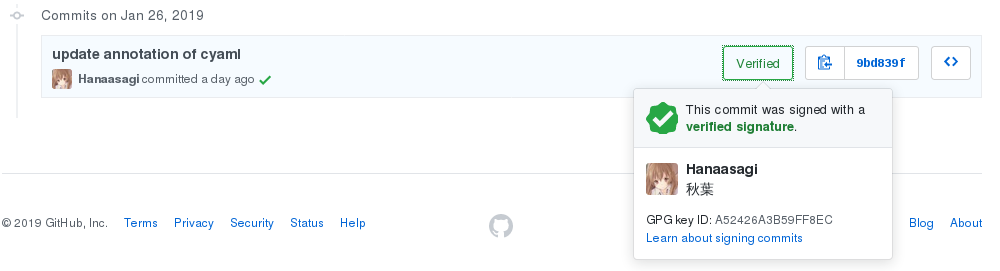 Commits on Jan 26, 2019
update annotation of cyaml
Hanaasagi committed a day ago
Verified
9bd839f
This commit was signed with a
verified signature.
Hanaasagi
秋葉
GPG key ID: A52426A3B59FF8EC
Learn about signing commits
© 2019 GitHub, Inc. Terms Privacy Security Status Help Blog About